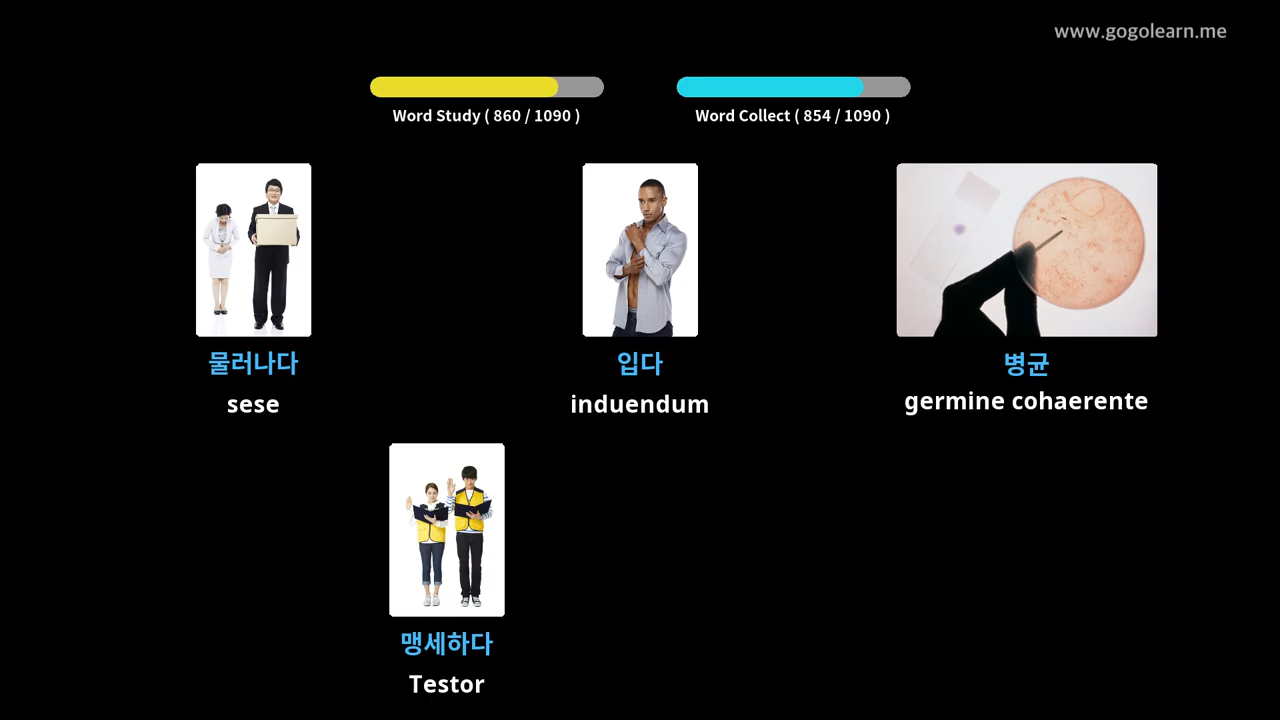 www.gogolearn.me
Word Study ( 860 / 1090 )
Word Collect ( 854 / 1090 )
물러나다
sese
입다
induendum
병균
germine cohaerente
맹세하다
Testor